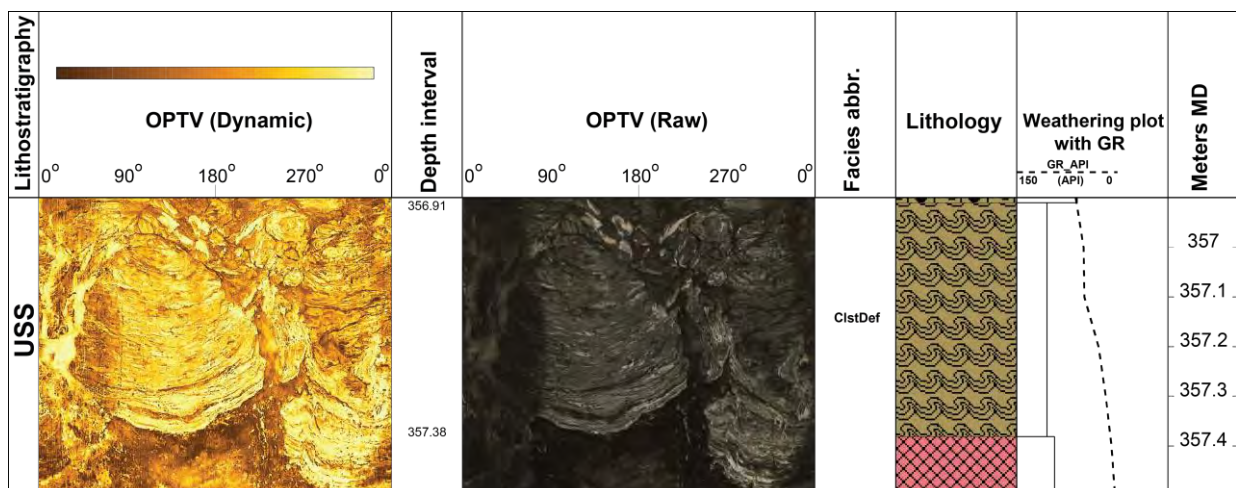 Lithostratigraphy
OPTV (Dynamic)
0° 90° 180° 270° 0°
Depth interval
OPTV (Raw)
0° 90° 180° 270° 0°
Facies abbr.
Lithology
Weathering plot
with GR
GR_API
150 (API) 0
Meters MD
USS
356.91
357.38
ClstDef
357
357.1
357.2
357.3
357.4